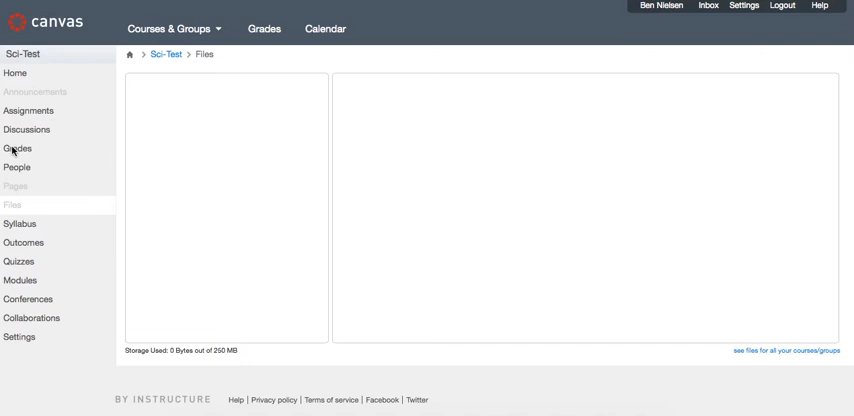 Ben Nielsen Inbox Settings Logout Help
canvas
Courses & Groups Grades Calendar
Sci-Test
Sci-Test > Files
Home
Announcements
Assignments
Discussions
Grades
People
Pages
Files
Syllabus
Outcomes
Quizzes
Modules
Conferences
Collaborations
Settings
Storage Used: 0 Bytes out of 250 MB
see files for all your courses/groups
BY INSTRUCTURE Help | Privacy policy | Terms of service | Facebook | Twitter